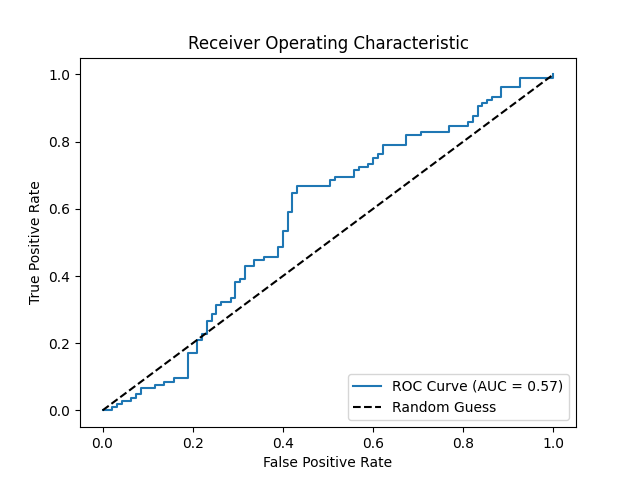 Receiver Operating Characteristic
True Positive Rate
1.0
0.8
0.6
0.4
0.2
0.0
ROC Curve (AUC = 0.57)
Random Guess
0.0 0.2 0.4 0.6 0.8 1.0
False Positive Rate